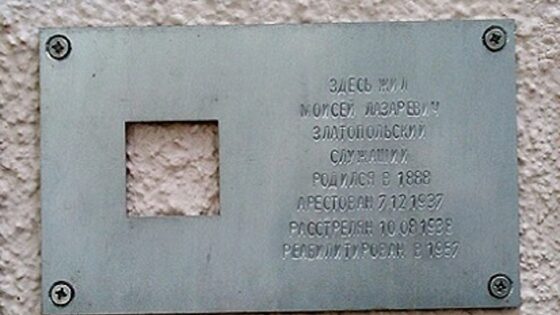 ЗДЕСЬ ЖИЛ
МОИСЕЙ ЛАЗАРЕВИЧ
ЗЛАТОПОЛЬСКИЙ
СЛУЖАЩИЙ
РОДИЛСЯ В 1888
АРЕСТОВАН 7.12.1937
РАССТРЕЛЯН 10.08.1938
РЕАБИЛИТИРОВАН В 1957